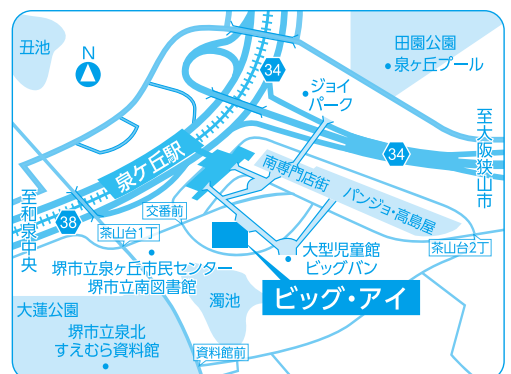 丑池
N
田園公園
泉ヶ丘プール
34
ジョイ
パーク
至大阪狭山市
34
泉ケ丘駅
南専門店街
パンジョ・高島屋
至和泉中央
38
交番前
茶山台1丁
茶山台2丁
大型児童館
ビッグバン
堺市立泉ヶ丘市民センター
堺市立南図書館
ビッグ・アイ
濁池
大蓮公園
堺市立泉北
すえむら資料館
資料館前